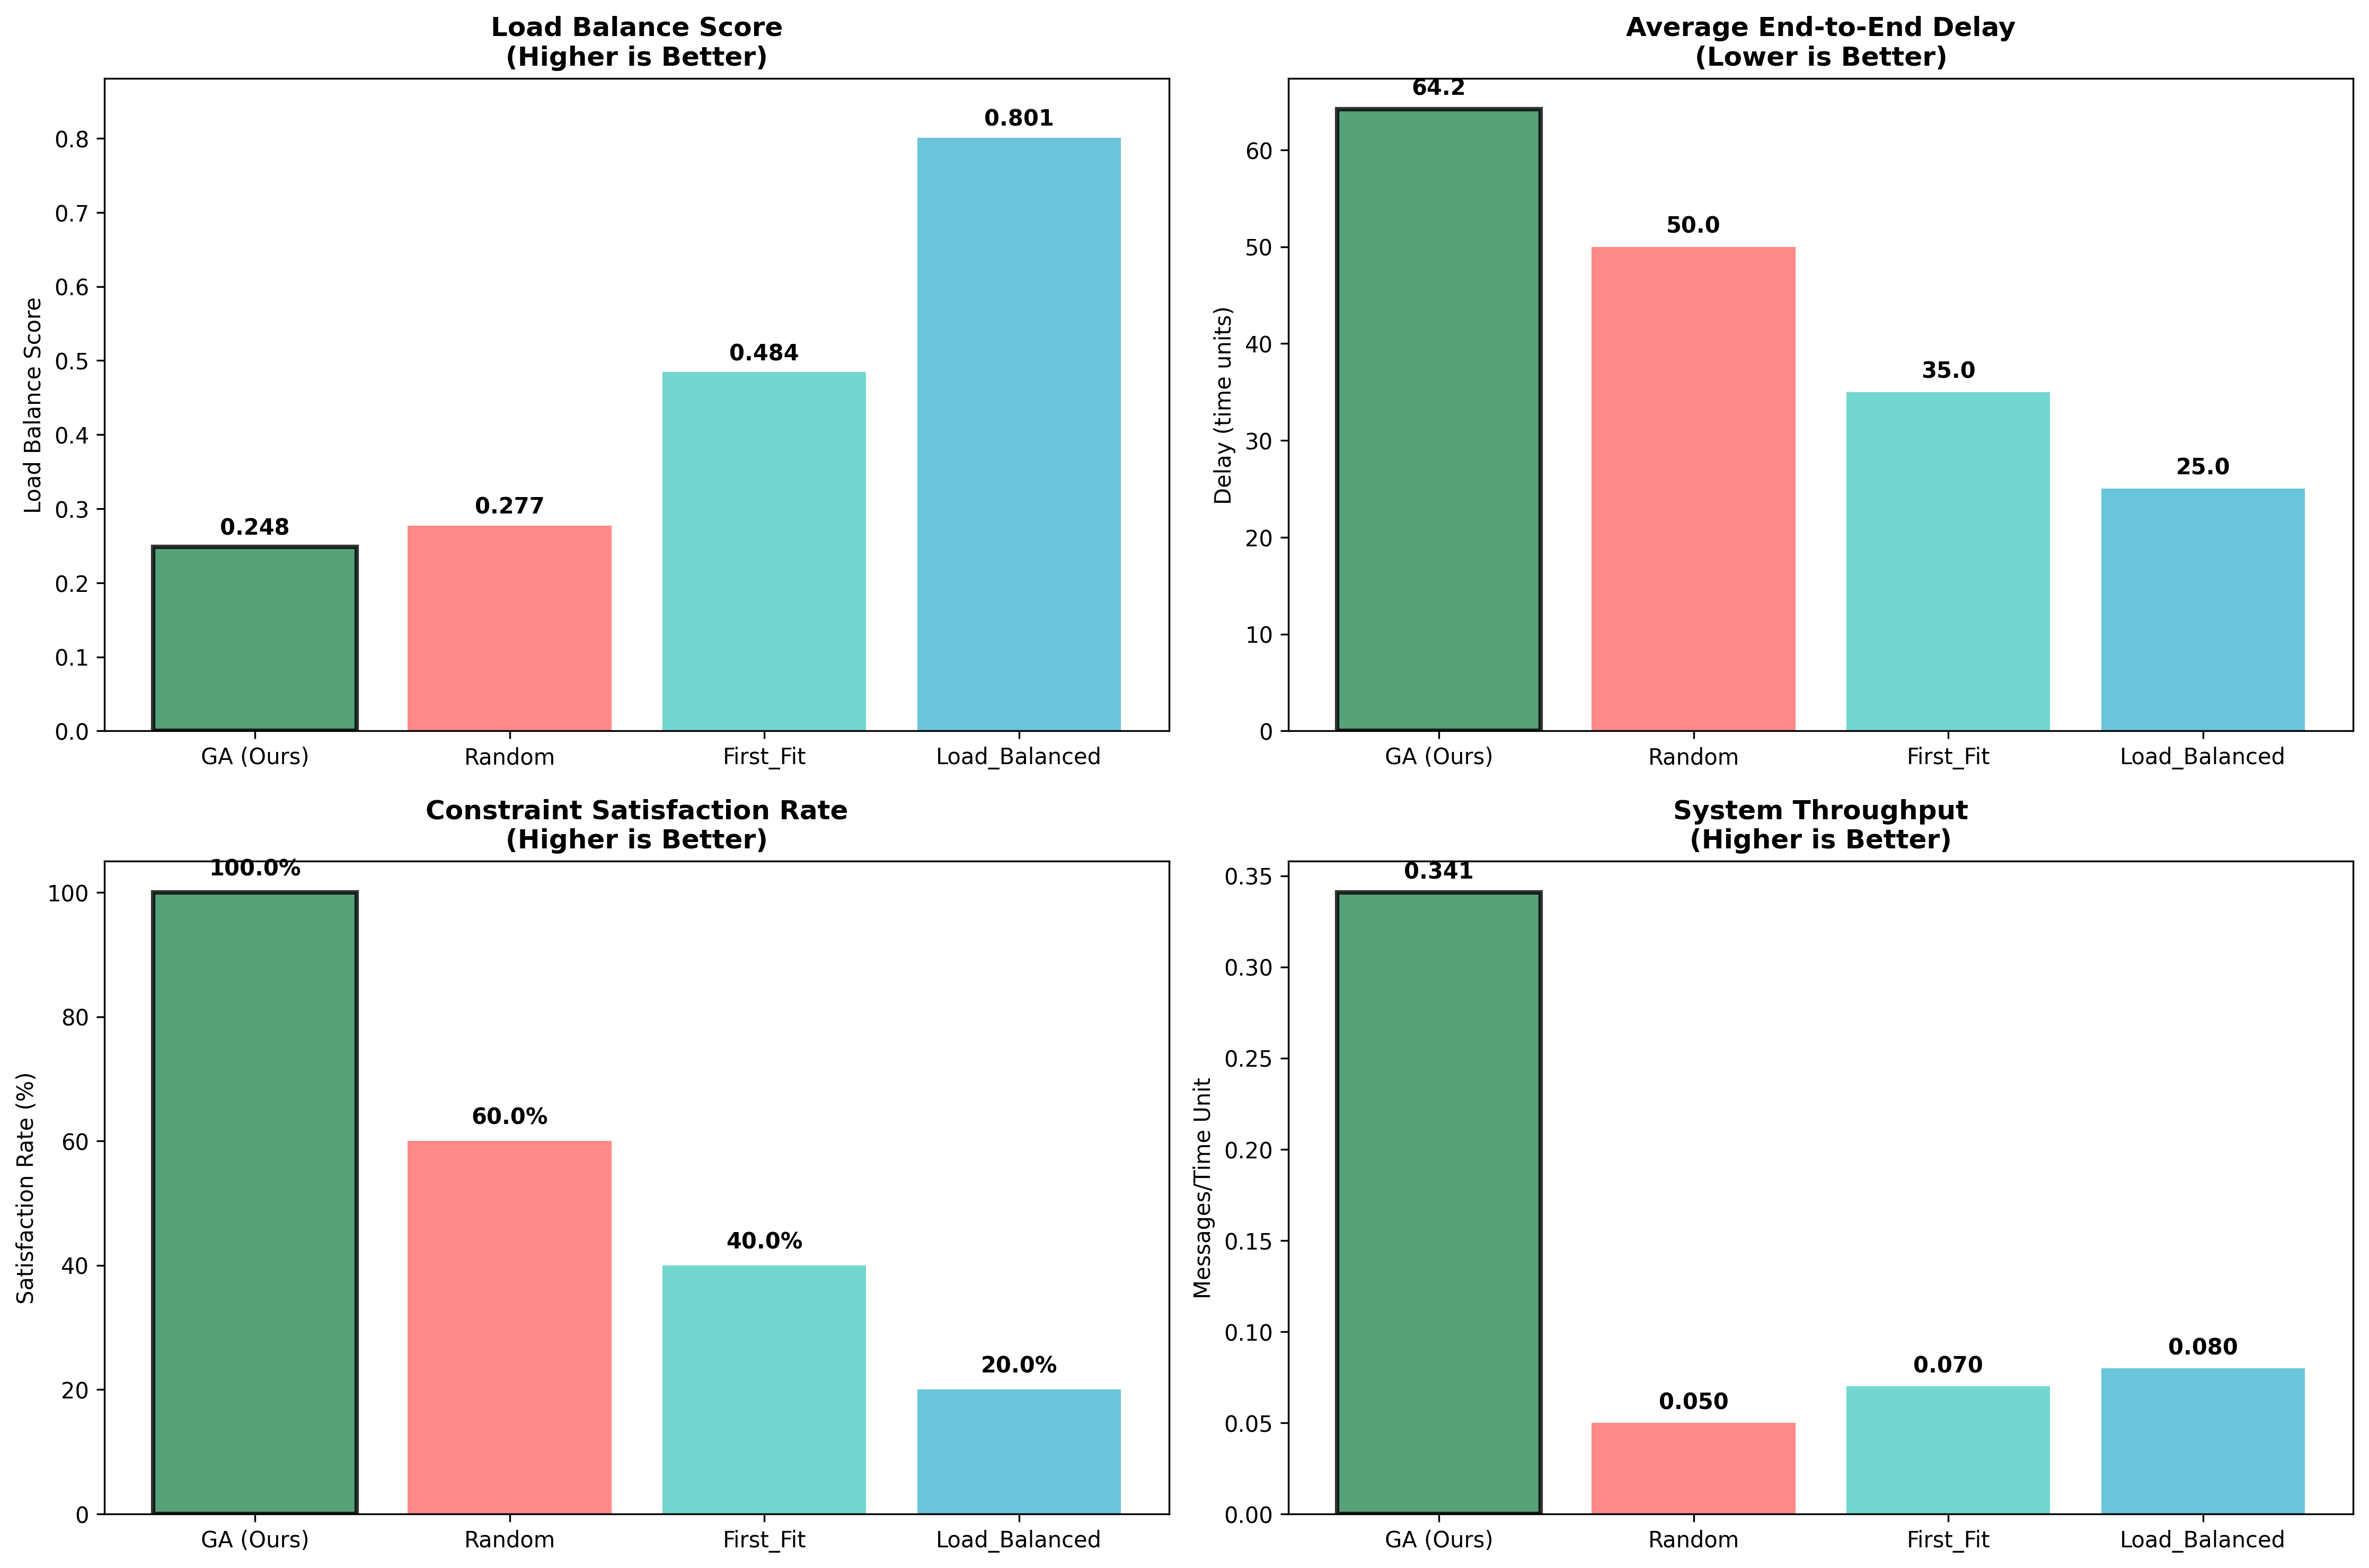 Load Balance Score
(Higher is Better)
Load Balance Score
0.8
0.7
0.6
0.5
0.4
0.3
0.2
0.1
0.0
0.248
0.277
0.484
0.801
GA (Ours)
Random
First_Fit
Load_Balanced
Average End-to-End Delay
(Lower is Better)
Delay (time units)
60
50
40
30
20
10
0
64.2
50.0
35.0
25.0
GA (Ours)
Random
First_Fit
Load_Balanced
Constraint Satisfaction Rate
(Higher is Better)
Satisfaction Rate (%)
100
80
60
40
20
0
100.0%
60.0%
40.0%
20.0%
GA (Ours)
Random
First_Fit
Load_Balanced
System Throughput
(Higher is Better)
Messages/Time Unit
0.35
0.30
0.25
0.20
0.15
0.10
0.05
0.00
0.341
0.050
0.070
0.080
GA (Ours)
Random
First_Fit
Load_Balanced